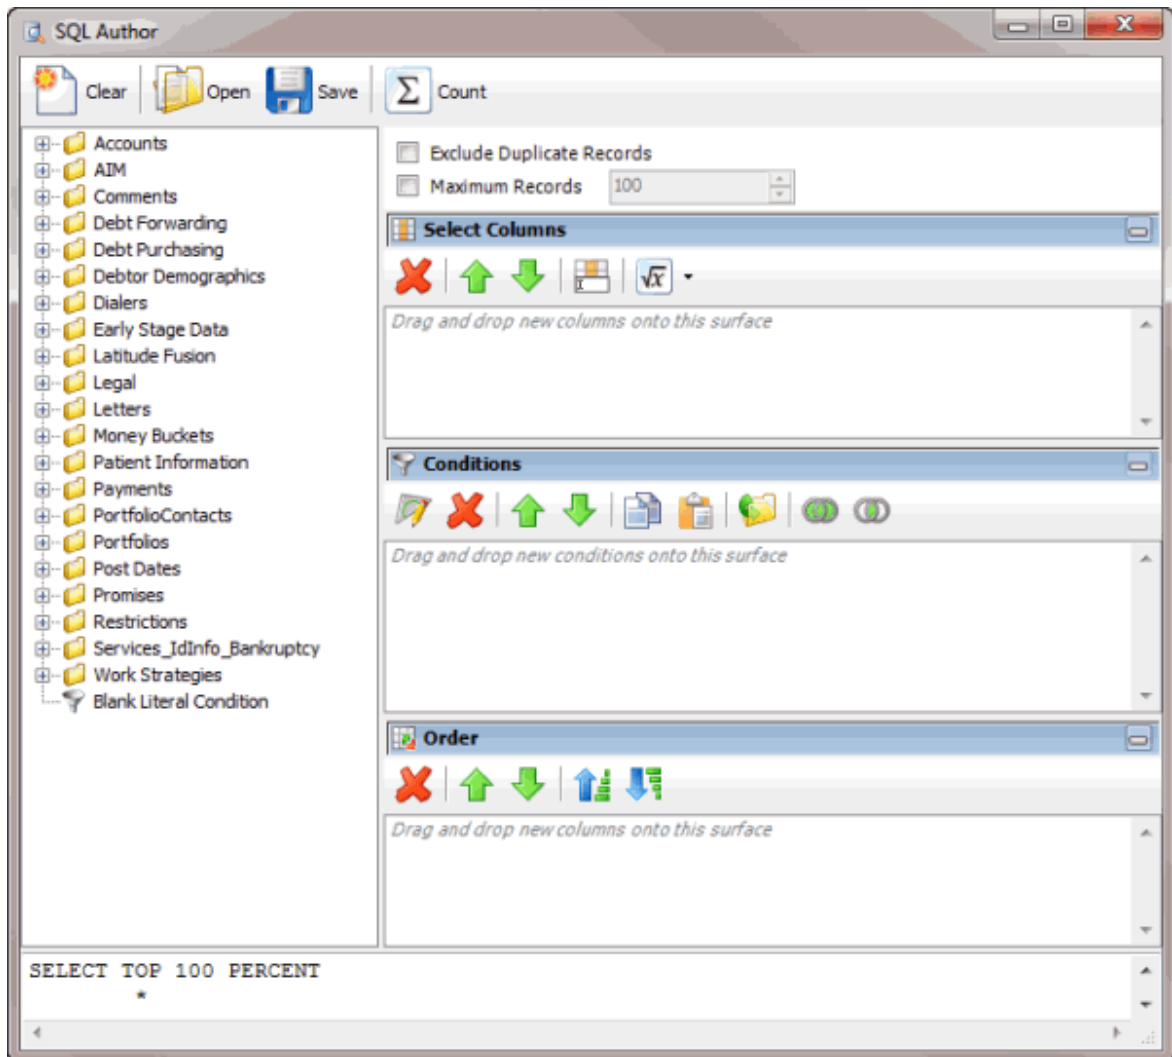 SQL Author
Clear Open Save Σ Count
Accounts
AIM
Comments
Debt Forwarding
Debt Purchasing
Debtor Demographics
Dialers
Early Stage Data
Latitude Fusion
Legal
Letters
Money Buckets
Patient Information
Payments
PortfolioContacts
Portfolios
Post Dates
Promises
Restrictions
Services_IdInfo_Bankruptcy
Work Strategies
Blank Literal Condition
Exclude Duplicate Records
Maximum Records 100
Select Columns
√x
Drag and drop new columns onto this surface
Conditions
Drag and drop new conditions onto this surface
Order
Drag and drop new columns onto this surface
SELECT TOP 100 PERCENT
*